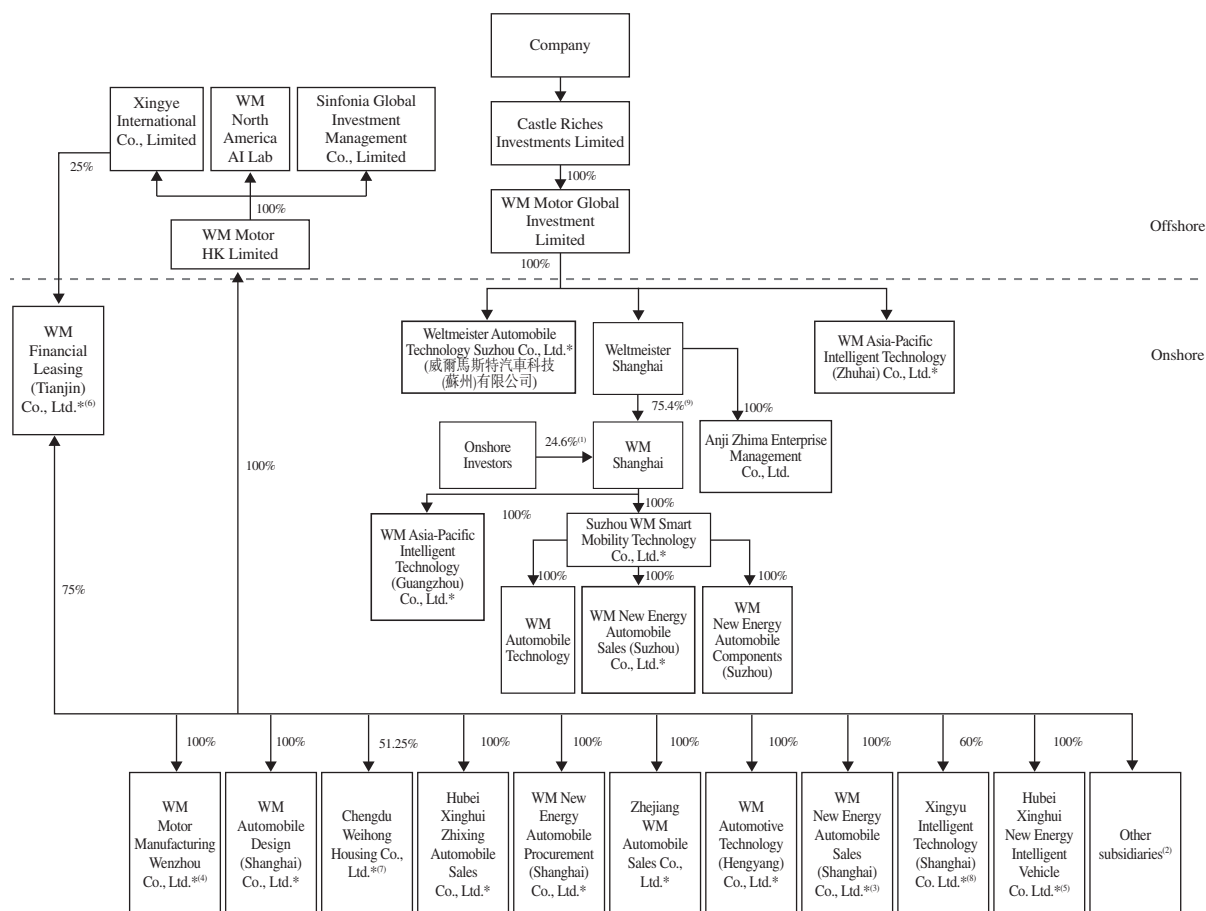 Company
Xingye
International
Co., Limited
WM
North
America
AI Lab
Sinfonia Global
Investment
Management
Co., Limited
Castle Riches
Investments Limited
25%
100%
100%
WM Motor
HK Limited
WM Motor Global
Investment
Limited
Offshore
100%
WM
Financial
Leasing
(Tianjin)
Co., Ltd.*(6)
Weltmeister Automobile
Technology Suzhou Co., Ltd.*
(威爾馬斯特汽車科技
(蘇州)有限公司)
Weltmeister
Shanghai
WM Asia-Pacific
Intelligent Technology
(Zhuhai) Co., Ltd.*
Onshore
75.4%(9)
100%
Onshore
Investors
24.6%(1)
WM
Shanghai
Anji Zhima Enterprise
Management
Co., Ltd.
100%
100%
100%
WM Asia-Pacific
Intelligent
Technology
(Guangzhou)
Co., Ltd.*
Suzhou WM Smart
Mobility Technology
Co., Ltd.*
75%
100%
100%
100%
WM
Automobile
Technology
WM New Energy
Automobile
Sales (Suzhou)
Co., Ltd.*
WM
New Energy
Automobile
Components
(Suzhou)
100%
100%
51.25%
100%
100%
100%
100%
100%
60%
100%
WM
Motor
Manufacturing
Wenzhou
Co., Ltd.*(4)
WM
Automobile
Design
(Shanghai)
Co., Ltd.*
Chengdu
Weihong
Housing Co.,
Ltd.*(7)
Hubei
Xinghui
Zhixing
Automobile
Sales
Co., Ltd.*
WM New
Energy
Automobile
Procurement
(Shanghai)
Co., Ltd.*
Zhejiang
WM
Automobile
Sales Co.,
Ltd.*
WM
Automotive
Technology
(Hengyang)
Co., Ltd.*
WM
New Energy
Automobile
Sales
(Shanghai)
Co., Ltd.*(3)
Xingyu
Intelligent
Technology
(Shanghai)
Co. Ltd.*(8)
Hubei
Xinghui
New Energy
Intelligent
Vehicle
Co. Ltd.*(5)
Other
subsidiaries(2)